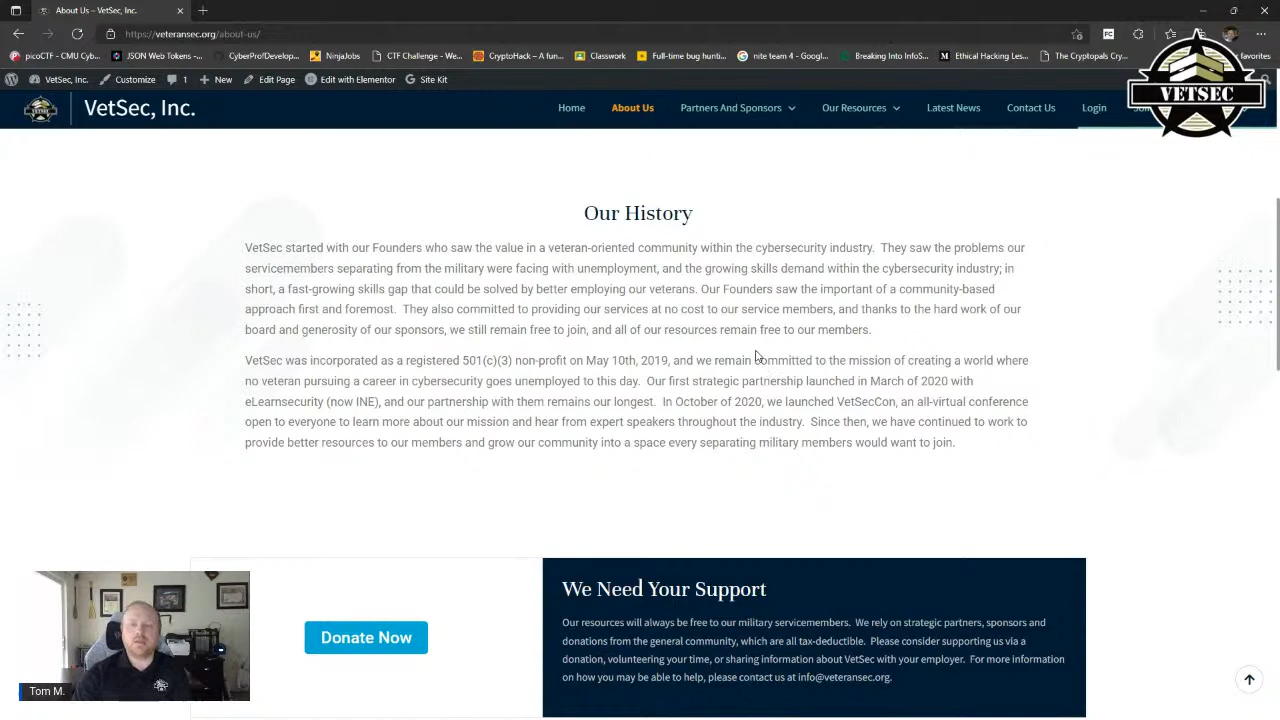 About Us – VetSec, Inc.
https://veteransec.org/about-us/
picoCTF - CMU Cyb...
JSON Web Tokens -...
CyberProfDevelop...
NinjaJobs
CTF Challenge - We...
CryptoHack – A fun...
Classwork
Full-time bug hunti...
nite team 4 - Googl...
Breaking Into InfoS...
Ethical Hacking Les...
The Cryptopals Cry...
Favorites
VetSec, Inc.
Customize
1
New
Edit Page
Edit with Elementor
Site Kit
VETSEC
VetSec, Inc.
Home
About Us
Partners And Sponsors
Our Resources
Latest News
Contact Us
Login
Our History
VetSec started with our Founders who saw the value in a veteran-oriented community within the cybersecurity industry. They saw the problems our
servicemembers separating from the military were facing with unemployment, and the growing skills demand within the cybersecurity industry; in
short, a fast-growing skills gap that could be solved by better employing our veterans. Our Founders saw the important of a community-based
approach first and foremost. They also committed to providing our services at no cost to our service members, and thanks to the hard work of our
board and generosity of our sponsors, we still remain free to join, and all of our resources remain free to our members.
VetSec was incorporated as a registered 501(c)(3) non-profit on May 10th, 2019, and we remain committed to the mission of creating a world where
no veteran pursuing a career in cybersecurity goes unemployed to this day. Our first strategic partnership launched in March of 2020 with
eLearnsecurity (now INE), and our partnership with them remains our longest. In October of 2020, we launched VetSecCon, an all-virtual conference
open to everyone to learn more about our mission and hear from expert speakers throughout the industry. Since then, we have continued to work to
provide better resources to our members and grow our community into a space every separating military members would want to join.
Donate Now
We Need Your Support
Our resources will always be free to our military servicemembers. We rely on strategic partners, sponsors and
donations from the general community, which are all tax-deductible. Please consider supporting us via a
donation, volunteering your time, or sharing information about VetSec with your employer. For more information
on how you may be able to help, please contact us at info@veteransec.org.
Tom M.